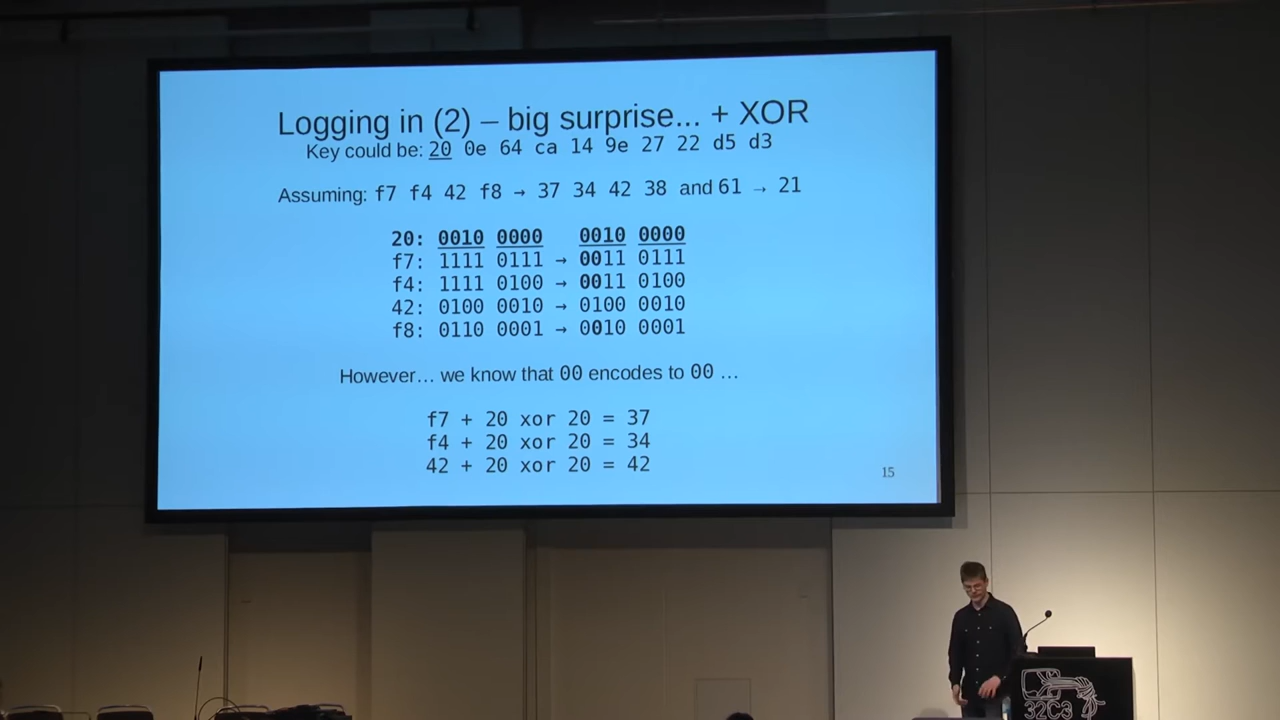 Logging in (2) – big surprise... + XOR
Key could be: 20 0e 64 ca 14 9e 27 22 d5 d3
Assuming: f7 f4 42 f8 → 37 34 42 38 and 61 → 21
20: 0010 0000 0010 0000
f7: 1111 0111 → 0011 0111
f4: 1111 0100 → 0011 0100
42: 0100 0010 → 0100 0010
f8: 0110 0001 → 0010 0001
However... we know that 00 encodes to 00 ...
f7 + 20 xor 20 = 37
f4 + 20 xor 20 = 34
42 + 20 xor 20 = 42
15
32C3